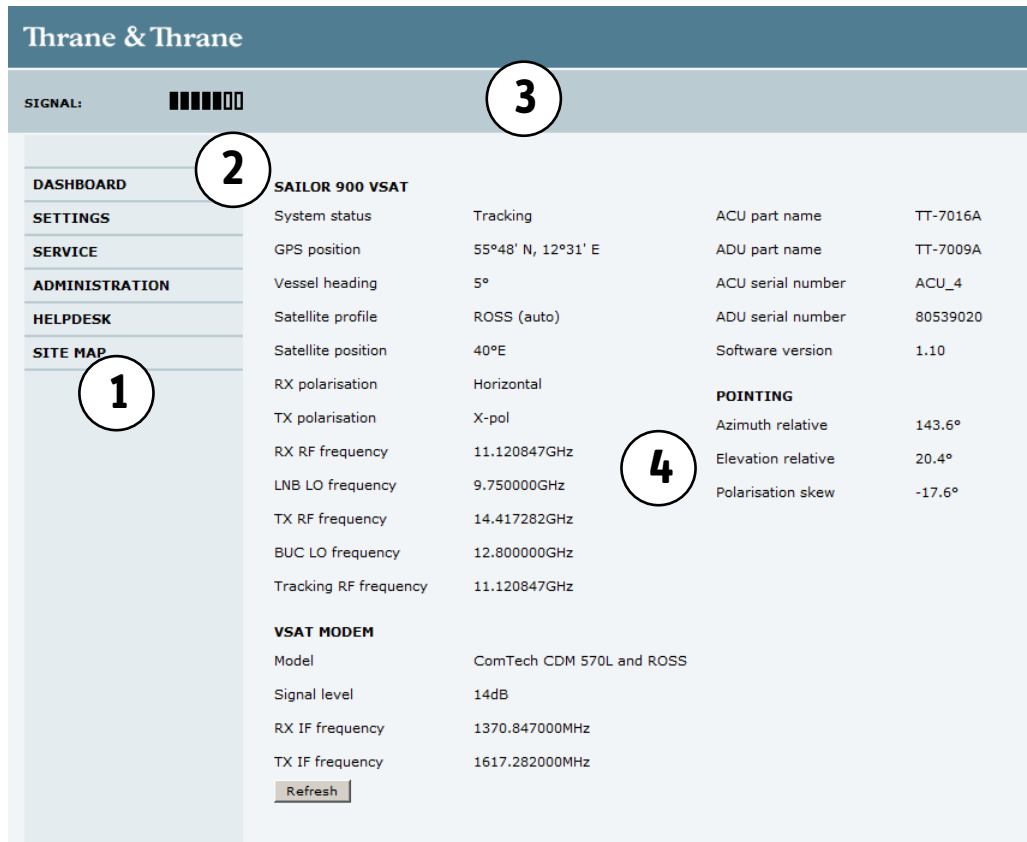 Thrane & Thrane
SIGNAL:
3
2
DASHBOARD
SETTINGS
SERVICE
ADMINISTRATION
HELPDESK
SITE MAP
1
SAILOR 900 VSAT
System status Tracking
GPS position 55°48' N, 12°31' E
Vessel heading 5°
Satellite profile ROSS (auto)
Satellite position 40°E
RX polarisation Horizontal
TX polarisation X-pol
RX RF frequency 11.120847GHz
LNB LO frequency 9.750000GHz
TX RF frequency 14.417282GHz
BUC LO frequency 12.800000GHz
Tracking RF frequency 11.120847GHz
VSAT MODEM
Model ComTech CDM 570L and ROSS
Signal level 14dB
RX IF frequency 1370.847000MHz
TX IF frequency 1617.282000MHz
Refresh
4
ACU part name TT-7016A
ADU part name TT-7009A
ACU serial number ACU_4
ADU serial number 80539020
Software version 1.10
POINTING
Azimuth relative 143.6°
Elevation relative 20.4°
Polarisation skew -17.6°